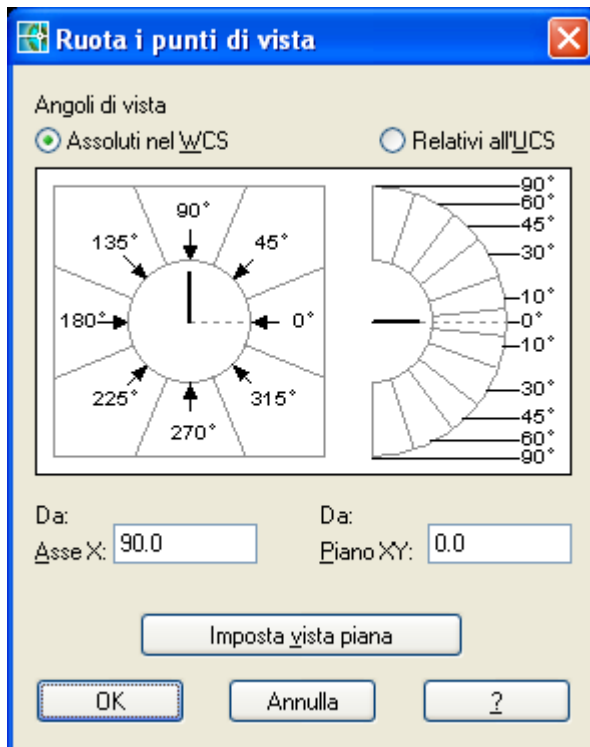 Ruota i punti di vista
Angoli di vista
Assoluti nel WCS
Relativi all'UCS
90°
135°
45°
180°
0°
225°
315°
270°
90°
60°
45°
30°
10°
0°
10°
30°
45°
60°
90°
Da:
Asse X: 90.0
Da:
Piano XY: 0.0
Imposta vista piana
OK
Annulla
?